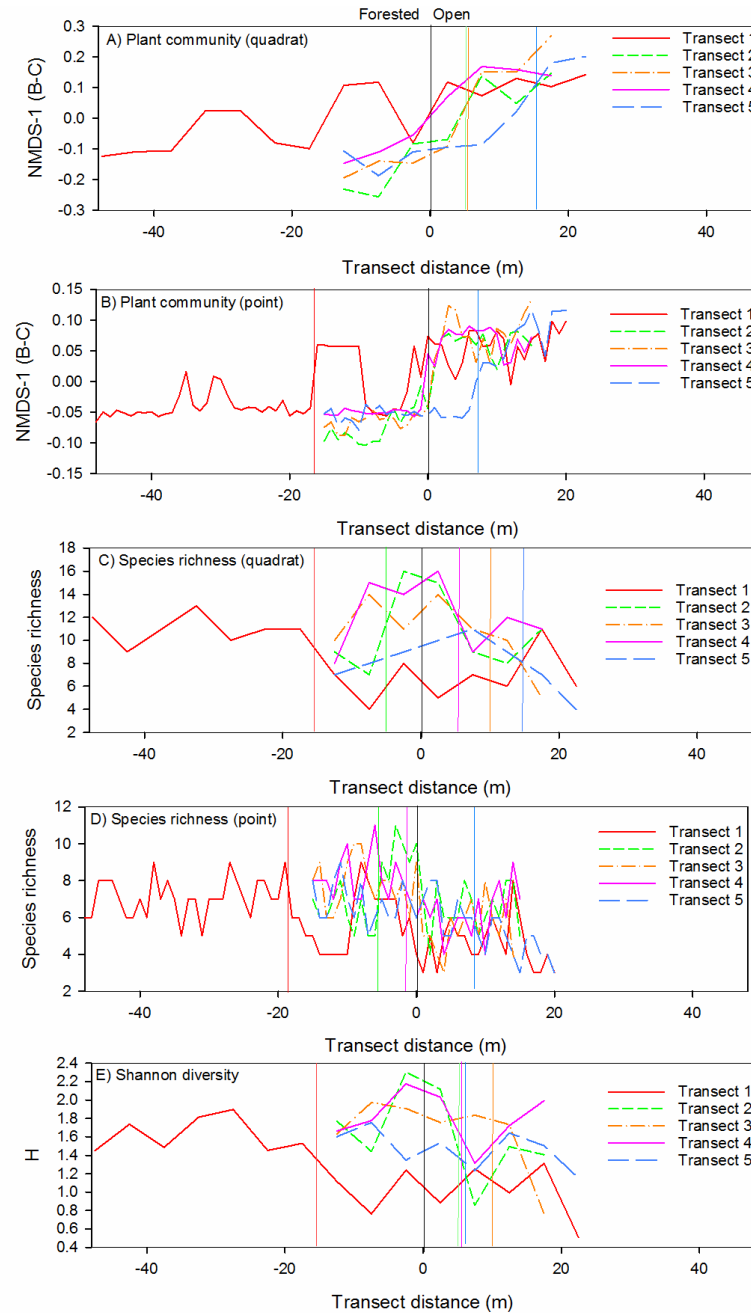 Forested Open
A) Plant community (quadrat)
NMDS-1 (B-C)
0.3
0.2
0.1
0.0
-0.1
-0.2
-0.3
Transect 1
Transect 2
Transect 3
Transect 4
Transect 5
-40 -20 0 20 40
Transect distance (m)
B) Plant community (point)
NMDS-1 (B-C)
0.15
0.10
0.05
0.00
-0.05
-0.10
-0.15
Transect 1
Transect 2
Transect 3
Transect 4
Transect 5
-40 -20 0 20 40
Transect distance (m)
C) Species richness (quadrat)
Species richness
18
16
14
12
10
8
6
4
2
Transect 1
Transect 2
Transect 3
Transect 4
Transect 5
-40 -20 0 20 40
Transect distance (m)
D) Species richness (point)
Species richness
12
10
8
6
4
2
Transect 1
Transect 2
Transect 3
Transect 4
Transect 5
-40 -20 0 20 40
Transect distance (m)
E) Shannon diversity
H
2.4
2.2
2.0
1.8
1.6
1.4
1.2
1.0
0.8
0.6
0.4
Transect 1
Transect 2
Transect 3
Transect 4
Transect 5
-40 -20 0 20 40
Transect distance (m)